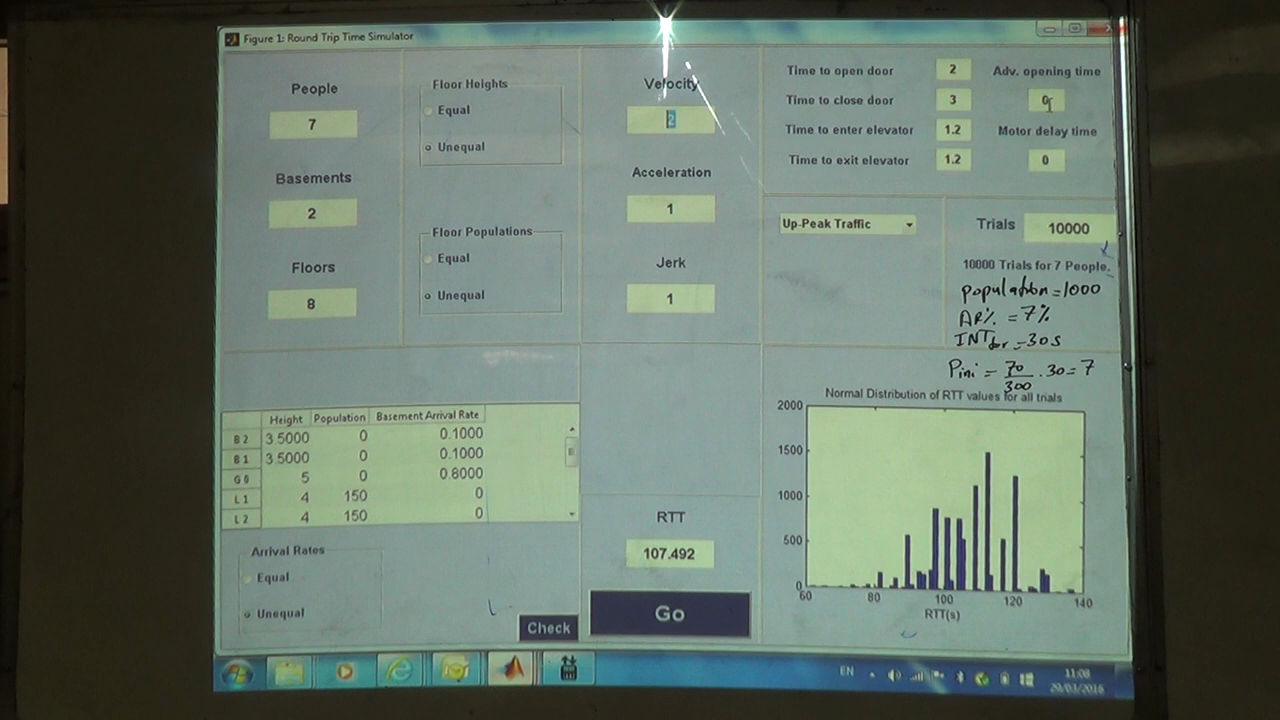 Figure 1: Round Trip Time Simulator
People
7
Basements
2
Floors
8
Floor Heights
Equal
Unequal
Floor Populations
Equal
Unequal
Velocity
2
Acceleration
1
Jerk
1
Time to open door 2
Time to close door 3
Time to enter elevator 1.2
Time to exit elevator 1.2
Adv. opening time
0
Motor delay time
0
Up-Peak Traffic
Trials 10000
10000 Trials for 7 People.
population = 1000
AR% = 7%
INT = 30s
Pini = 70/300 . 30 = 7
Height Population Basement Arrival Rate
B 2 3.5000 0 0.1000
B 1 3.5000 0 0.1000
G 0 5 0 0.8000
L 1 4 150 0
L 2 4 150 0
Arrival Rates
Equal
Unequal
Check
RTT
107.492
Go
Normal Distribution of RTT values for all trials
2000
1500
1000
500
0
60 80 100 120 140
RTT(s)
EN
11:08
29/03/2016